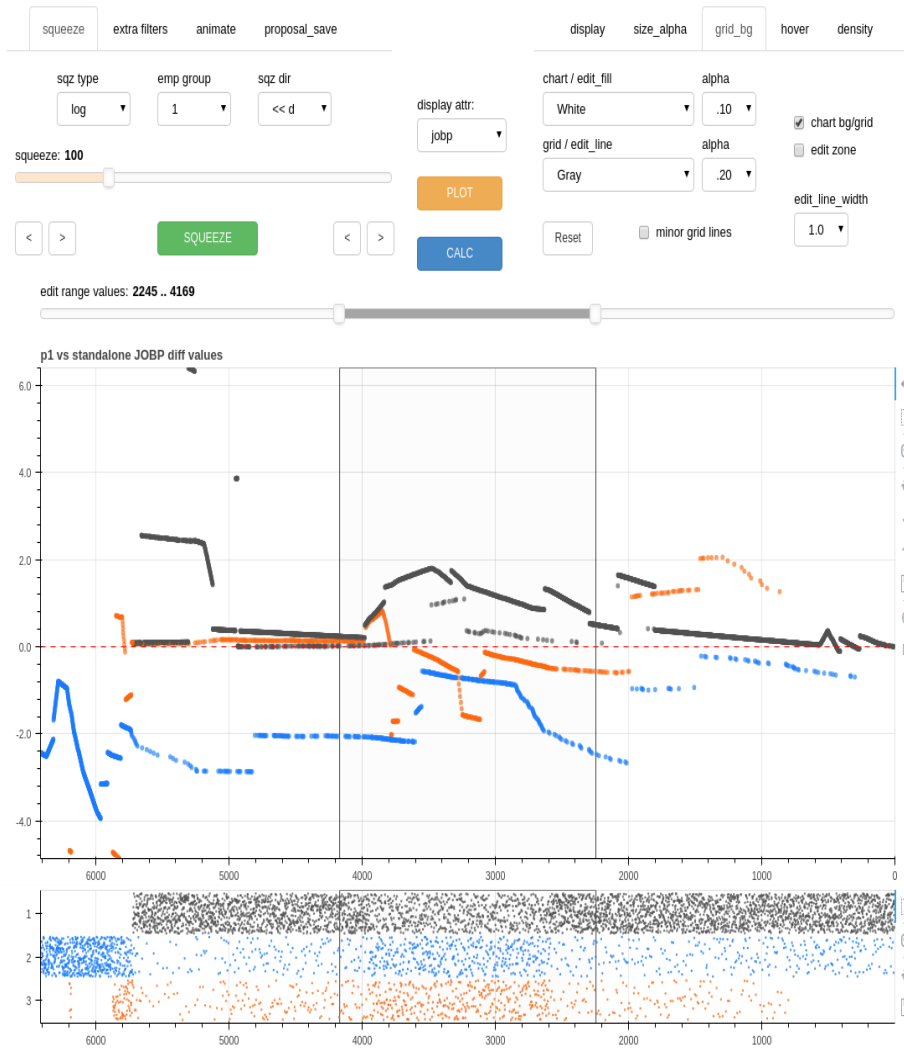 squeeze extra filters animate proposal_save display size_alpha grid_bg hover density
sqz type emp group sqz dir chart / edit_fill alpha
log 1 << d White .10
display attr:
chart bg/grid
jobp
grid / edit_line alpha
edit zone
squeeze: 100
Gray .20
PLOT
edit_line_width
< > SQUEEZE < > Reset minor grid lines 1.0
CALC
edit range values: 2245 .. 4169
p1 vs standalone JOBP diff values
6.0
4.0
2.0
0.0
-2.0
-4.0
6000 5000 4000 3000 2000 1000 0
1
2
3
6000 5000 4000 3000 2000 1000